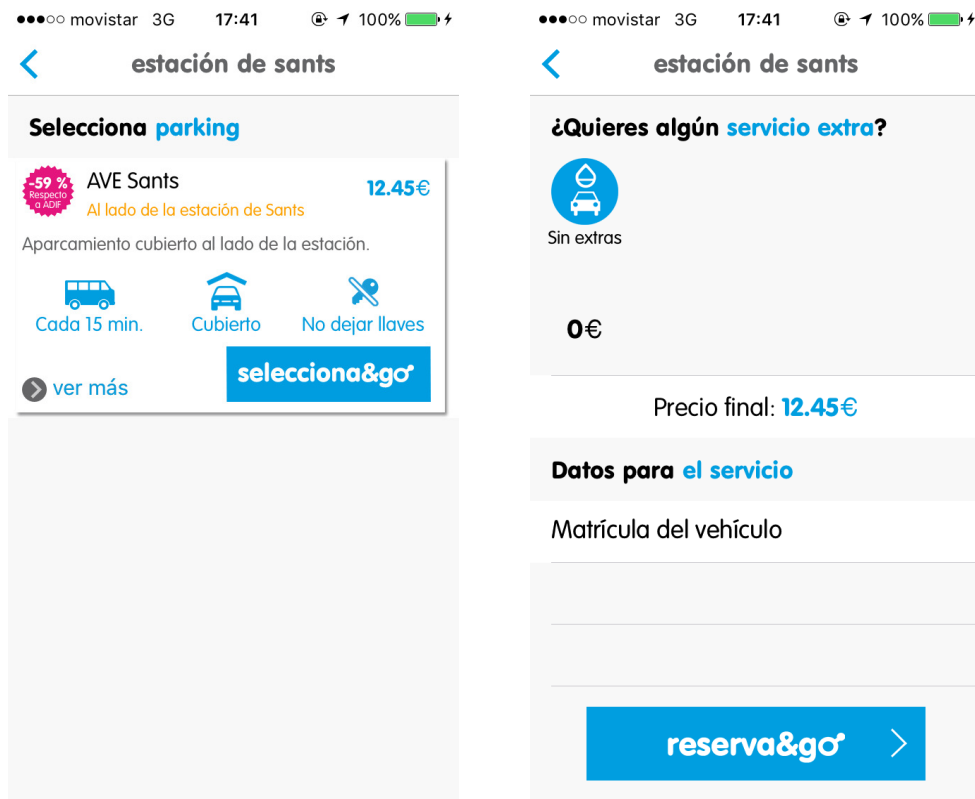 movistar 3G 17:41 100%
estación de sants
Selecciona parking
-59 %
Respecto
a ADIF
AVE Sants
12.45€
Al lado de la estación de Sants
Aparcamiento cubierto al lado de la estación.
Cada 15 min. Cubierto No dejar llaves
ver más
selecciona&go
movistar 3G 17:41 100%
estación de sants
¿Quieres algún servicio extra?
Sin extras
0€
Precio final: 12.45€
Datos para el servicio
Matrícula del vehículo
reserva&go